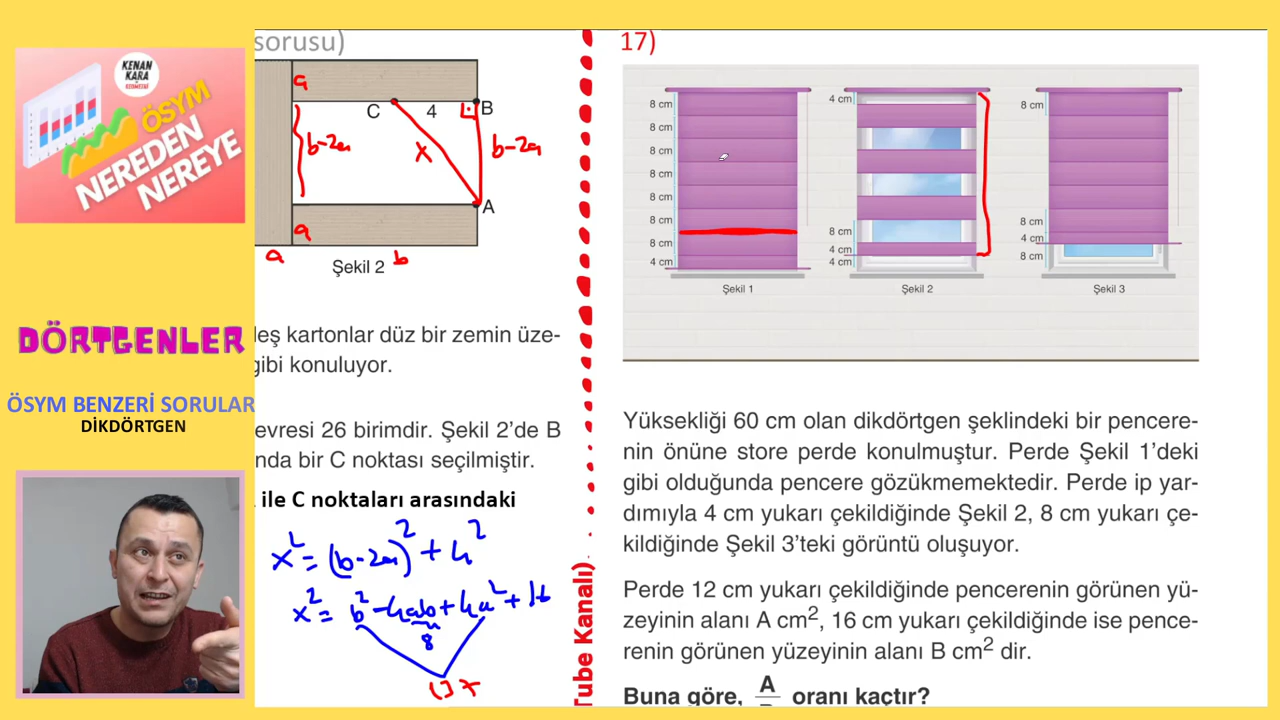 KENAN
KARA
ÖSYM
NEREDEN
NEREYE
DÖRTGENLER
ÖSYM BENZERİ SORULAR
DİKDÖRTGEN
sorusu)
a
C
4
B
b-2a
x
b-2a
A
a
a
b
Şekil 2
eş kartonlar düz bir zemin üze-
gibi konuluyor.
evresi 26 birimdir. Şekil 2'de B
nda bir C noktası seçilmiştir.
ile C noktaları arasındaki
x² = (b-2a)² + 4²
x² = b² - 4ab + 4a² + 16
8
Tube Kanalı)
17)
8 cm
8 cm
8 cm
8 cm
8 cm
8 cm
8 cm
4 cm
Şekil 1
4 cm
8 cm
4 cm
4 cm
Şekil 2
8 cm
8 cm
4 cm
8 cm
Şekil 3
Yüksekliği 60 cm olan dikdörtgen şeklindeki bir pencere-
nin önüne store perde konulmuştur. Perde Şekil 1'deki
gibi olduğunda pencere gözükmemektedir. Perde ip yar-
dımıyla 4 cm yukarı çekildiğinde Şekil 2, 8 cm yukarı çe-
kildiğinde Şekil 3'teki görüntü oluşuyor.
Perde 12 cm yukarı çekildiğinde pencerenin görünen yü-
zeyinin alanı A cm², 16 cm yukarı çekildiğinde ise pence-
renin görünen yüzeyinin alanı B cm² dir.
Buna göre, A oranı kaçtır?